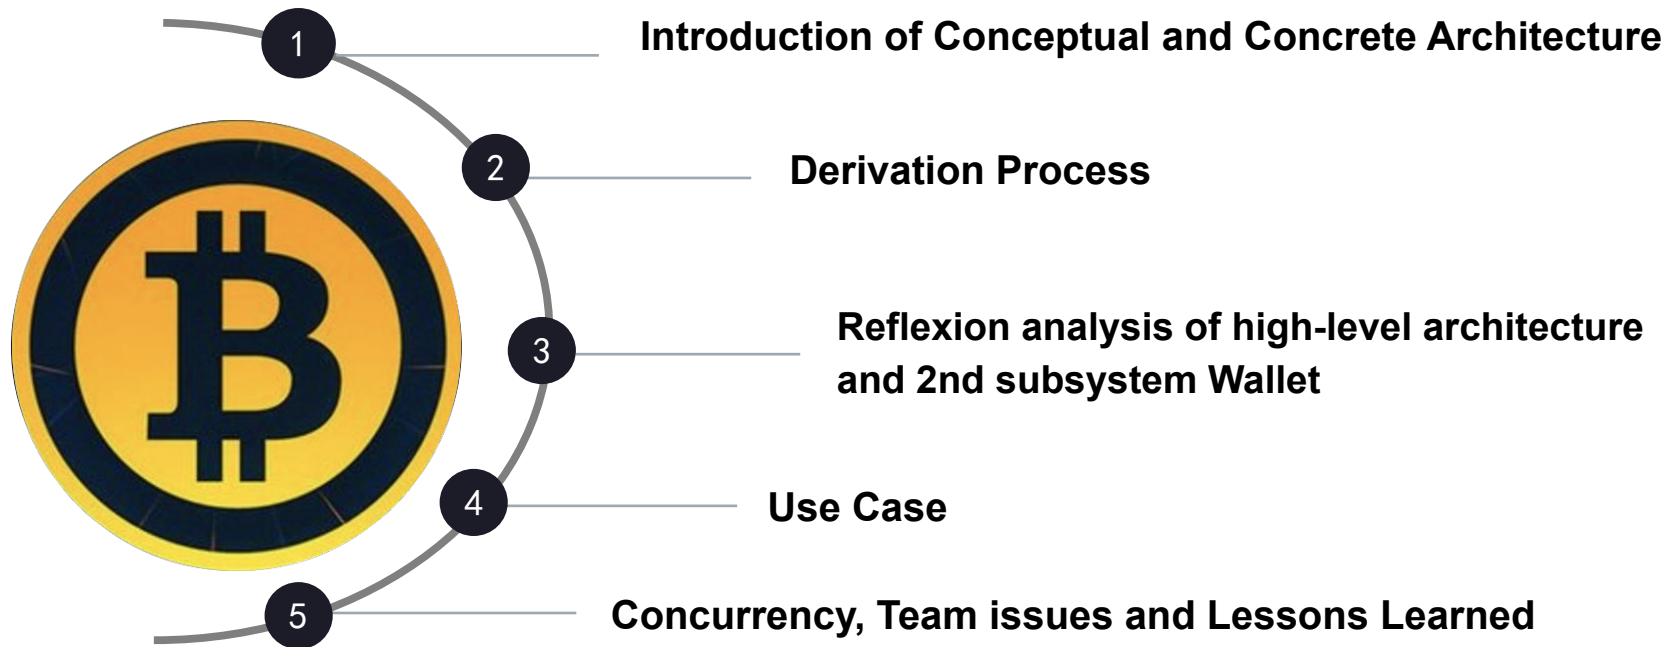 1
Introduction of Conceptual and Concrete Architecture
2
Derivation Process
3
Reflexion analysis of high-level architecture
and 2nd subsystem Wallet
4
Use Case
5
Concurrency, Team issues and Lessons Learned